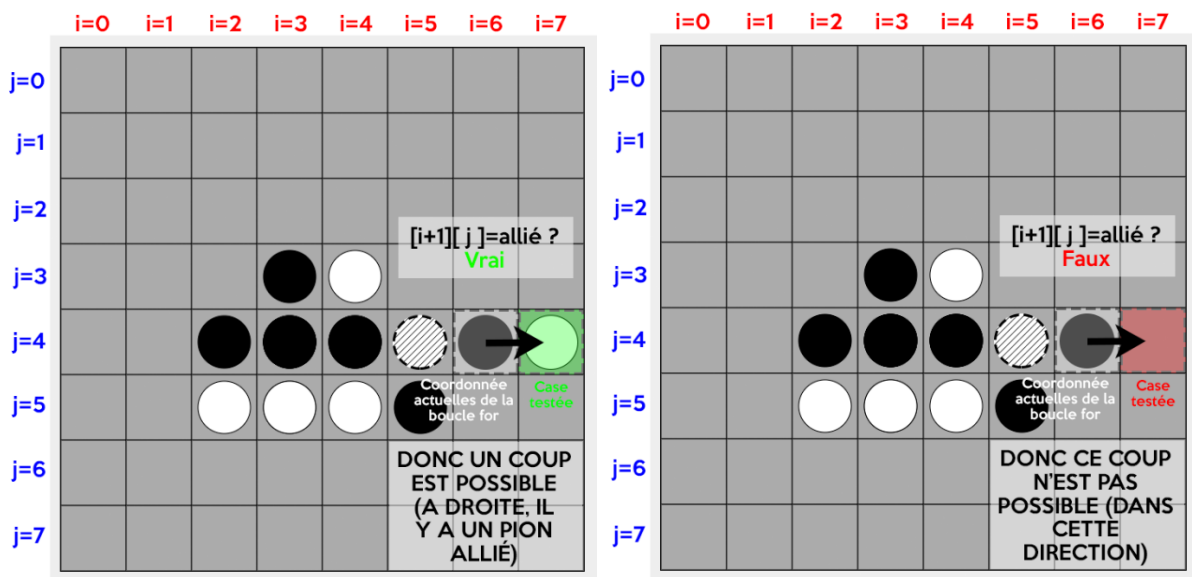 i=0 i=1 i=2 i=3 i=4 i=5 i=6 i=7
j=0
j=1
j=2
j=3
j=4
j=5
j=6
j=7
[i+1][ j ]=allié ?
Vrai
Coordonnée
actuelles de la
boucle for
Case
testée
DONC UN COUP
EST POSSIBLE
(A DROITE, IL
Y A UN PION
ALLIÉ)
i=0 i=1 i=2 i=3 i=4 i=5 i=6 i=7
j=0
j=1
j=2
j=3
j=4
j=5
j=6
j=7
[i+1][ j ]=allié ?
Faux
Coordonnée
actuelles de la
boucle for
Case
testée
DONC CE COUP
N'EST PAS
POSSIBLE (DANS
CETTE
DIRECTION)